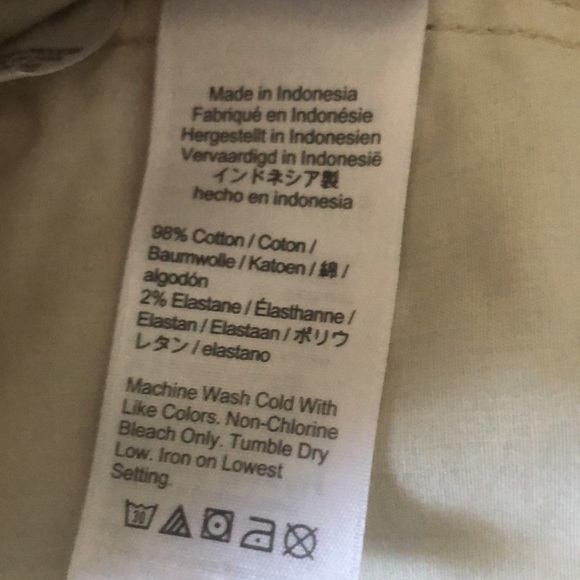 Made in Indonesia
Fabriqué en Indonésie
Hergestellt in Indonesien
Vervaardigd in Indonesië
インドネシア製
hecho en indonesia
98% Cotton / Coton /
Baumwolle / Katoen / 綿 /
algodón
2% Elastane / Élasthanne /
Elastan / Elastaan / ポリウ
レタン / elastano
Machine Wash Cold With
Like Colors. Non-Chlorine
Bleach Only. Tumble Dry
Low. Iron on Lowest
Setting.
30